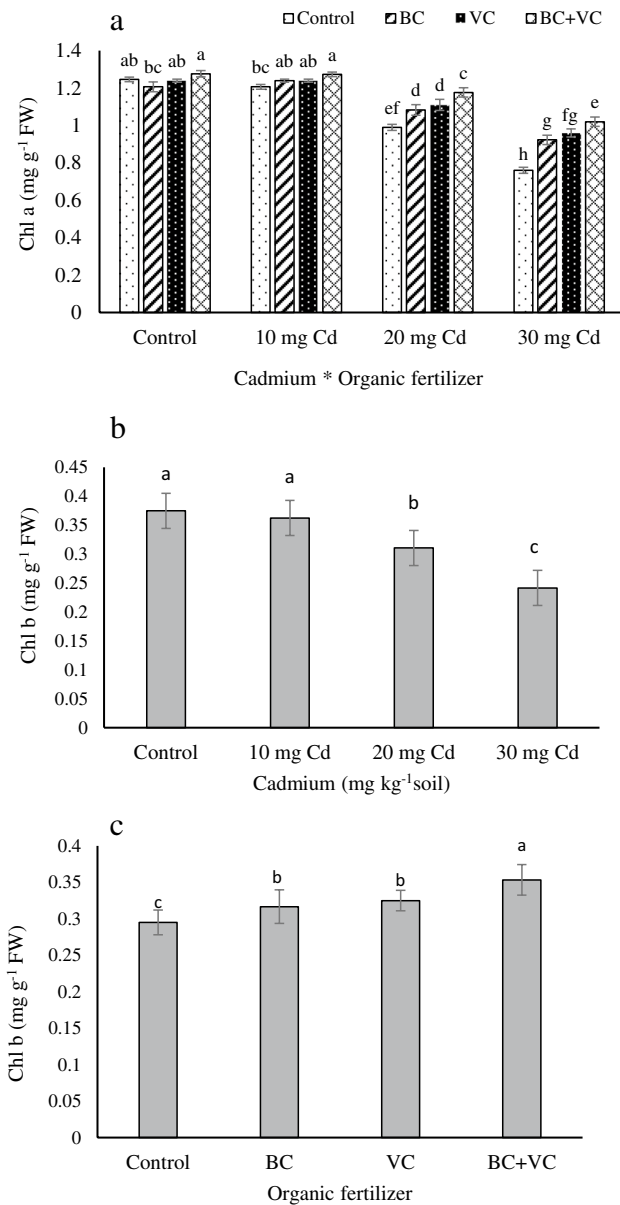 a
Control BC VC BC+VC
1.4
1.2
1
0.8
0.6
0.4
0.2
0
Chl a (mg g⁻¹ FW)
ab bc ab a
bc ab ab a
ef d d c
h g fg e
Control 10 mg Cd 20 mg Cd 30 mg Cd
Cadmium * Organic fertilizer
b
0.45
0.4
0.35
0.3
0.25
0.2
0.15
0.1
0.05
0
Chl b (mg g⁻¹ FW)
a a b c
Control 10 mg Cd 20 mg Cd 30 mg Cd
Cadmium (mg kg⁻¹soil)
c
0.4
0.35
0.3
0.25
0.2
0.15
0.1
0.05
0
Chl b (mg g⁻¹ FW)
c b b a
Control BC VC BC+VC
Organic fertilizer